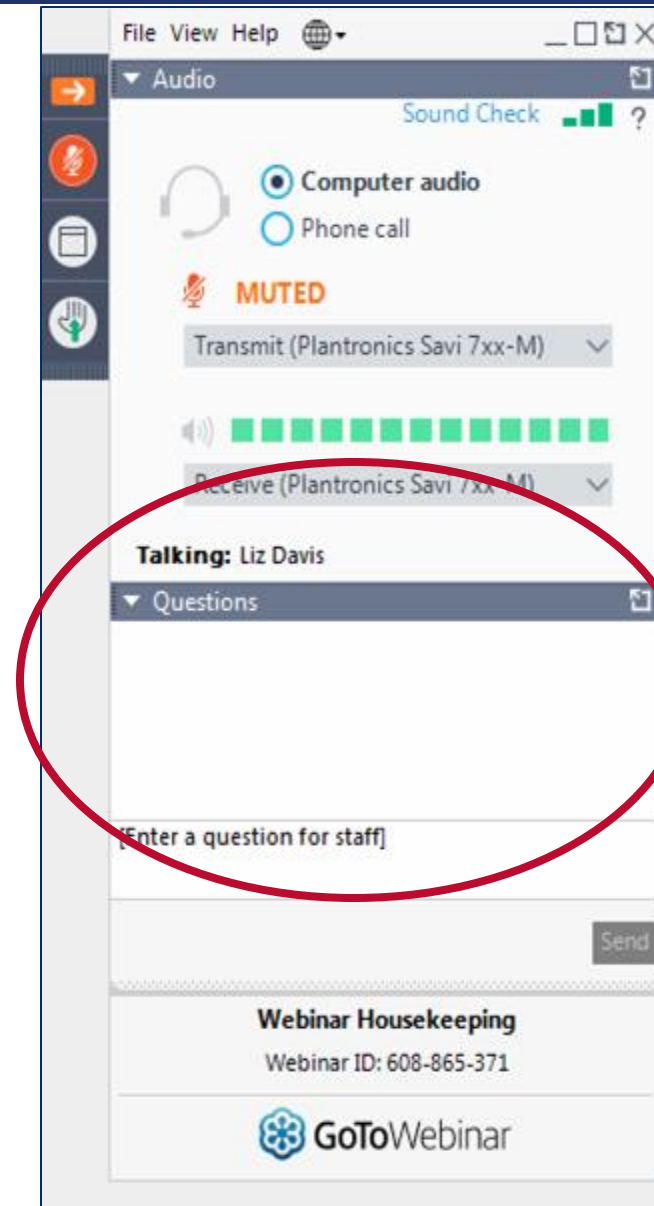 File View Help
Audio
Sound Check ?
Computer audio
Phone call
MUTED
Transmit (Plantronics Savi 7xx-M)
Receive (Plantronics Savi 7xx-M)
Talking: Liz Davis
Questions
[Enter a question for staff]
Send
Webinar Housekeeping
Webinar ID: 608-865-371
GoToWebinar